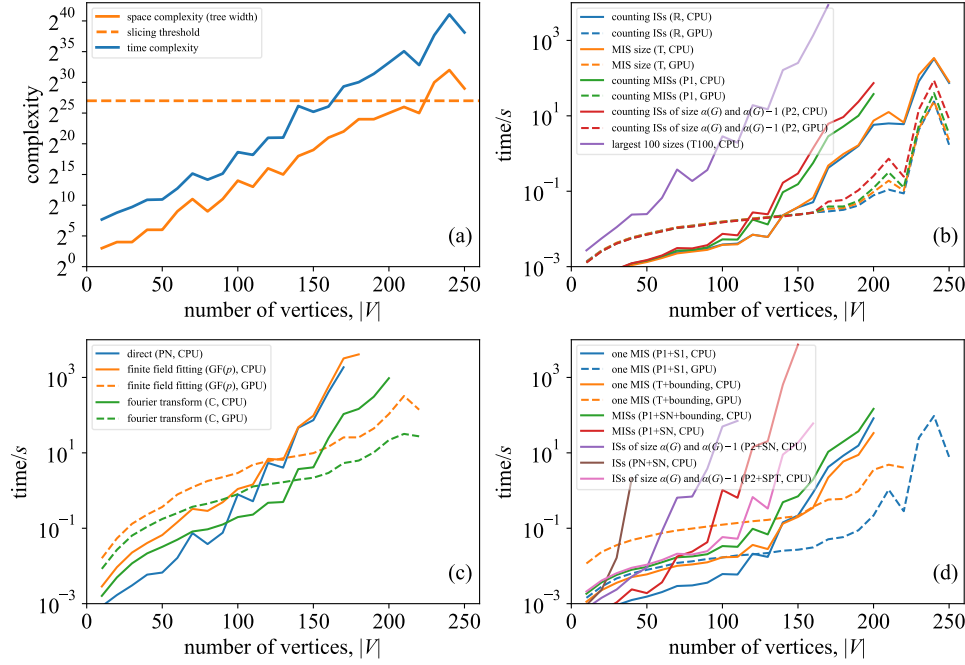 space complexity (tree width)
slicing threshold
time complexity
2^40
2^35
2^30
2^25
2^20
2^15
2^10
2^5
2^0
complexity
(a)
0 50 100 150 200 250
number of vertices, |V|
counting ISs (ℝ, CPU)
counting ISs (ℝ, GPU)
MIS size (T, CPU)
MIS size (T, GPU)
counting MISs (P1, CPU)
counting MISs (P1, GPU)
counting ISs of size α(G) and α(G)−1 (P2, CPU)
counting ISs of size α(G) and α(G)−1 (P2, GPU)
largest 100 sizes (T100, CPU)
10^3
10^1
10^−1
10^−3
time/s
(b)
0 50 100 150 200 250
number of vertices, |V|
direct (PN, CPU)
finite field fitting (GF(p), CPU)
finite field fitting (GF(p), GPU)
fourier transform (ℂ, CPU)
fourier transform (ℂ, GPU)
10^3
10^1
10^−1
10^−3
time/s
(c)
0 50 100 150 200 250
number of vertices, |V|
one MIS (P1+S1, CPU)
one MIS (P1+S1, GPU)
one MIS (T+bounding, CPU)
one MIS (T+bounding, GPU)
MISs (P1+SN+bounding, CPU)
MISs (P1+SN, CPU)
ISs of size α(G) and α(G)−1 (P2+SN, CPU)
ISs (PN+SN, CPU)
ISs of size α(G) and α(G)−1 (P2+SPT, CPU)
10^3
10^1
10^−1
10^−3
time/s
(d)
0 50 100 150 200 250
number of vertices, |V|